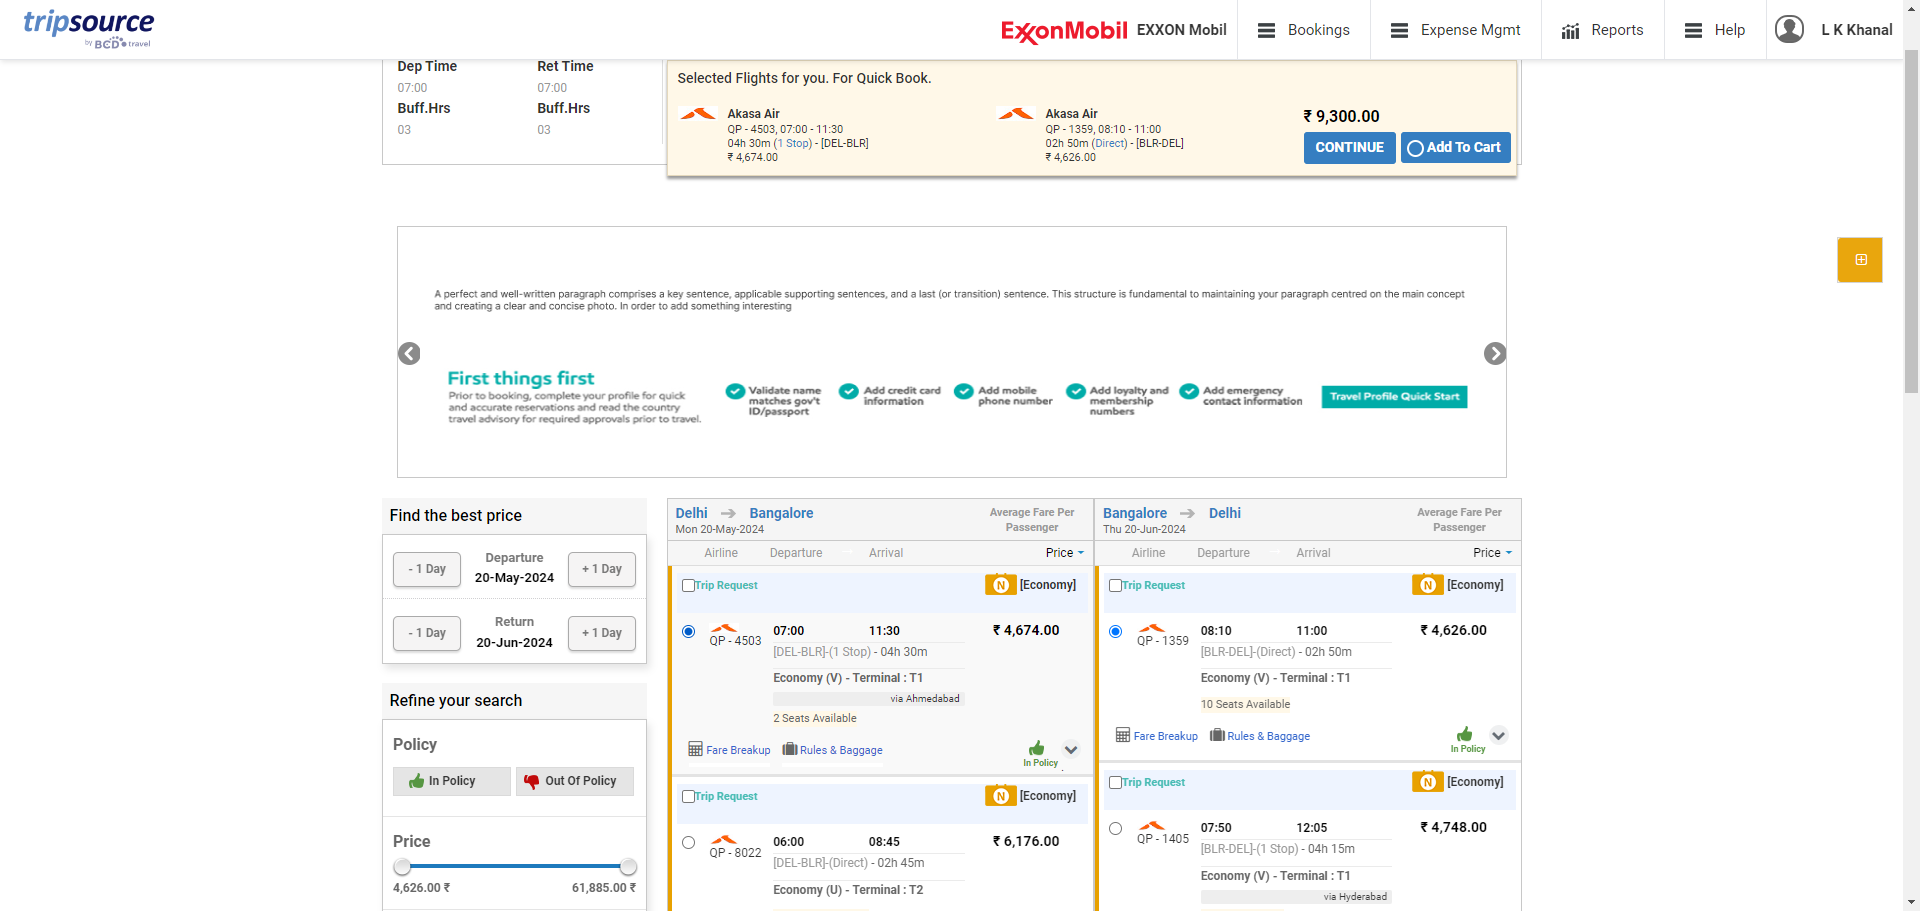 tripsource
by BCD travel
ExxonMobil
EXXON Mobil
Bookings
Expense Mgmt
Reports
Help
L K Khanal
Dep Time
Ret Time
07:00
07:00
Buff.Hrs
Buff.Hrs
03
03
Selected Flights for you. For Quick Book.
Akasa Air
QP - 4503, 07:00 - 11:30
04h 30m (1 Stop) - [DEL-BLR]
₹ 4,674.00
Akasa Air
QP - 1359, 08:10 - 11:00
02h 50m (Direct) - [BLR-DEL]
₹ 4,626.00
₹ 9,300.00
CONTINUE
Add To Cart
A perfect and well-written paragraph comprises a key sentence, applicable supporting sentences, and a last (or transition) sentence. This structure is fundamental to maintaining your paragraph centred on the main concept
and creating a clear and concise photo. In order to add something interesting
First things first
Prior to booking, complete your profile for quick
and accurate reservations and read the country
travel advisory for required approvals prior to travel.
Validate name
matches gov't
ID/passport
Add credit card
information
Add mobile
phone number
Add loyalty and
membership
numbers
Add emergency
contact information
Travel Profile Quick Start
Find the best price
- 1 Day
Departure
20-May-2024
+ 1 Day
- 1 Day
Return
20-Jun-2024
+ 1 Day
Refine your search
Policy
In Policy
Out Of Policy
Price
4,626.00 ₹
61,885.00 ₹
Delhi
Bangalore
Mon 20-May-2024
Average Fare Per
Passenger
Airline
Departure
Arrival
Price
Trip Request
N
[Economy]
QP - 4503
07:00
11:30
₹ 4,674.00
[DEL-BLR]-(1 Stop) - 04h 30m
Economy (V) - Terminal : T1
via Ahmedabad
2 Seats Available
Fare Breakup
Rules & Baggage
In Policy
Trip Request
N
[Economy]
QP - 8022
06:00
08:45
₹ 6,176.00
[DEL-BLR]-(Direct) - 02h 45m
Economy (U) - Terminal : T2
Bangalore
Delhi
Thu 20-Jun-2024
Average Fare Per
Passenger
Airline
Departure
Arrival
Price
Trip Request
N
[Economy]
QP - 1359
08:10
11:00
₹ 4,626.00
[BLR-DEL]-(Direct) - 02h 50m
Economy (V) - Terminal : T1
10 Seats Available
Fare Breakup
Rules & Baggage
In Policy
Trip Request
N
[Economy]
QP - 1405
07:50
12:05
₹ 4,748.00
[BLR-DEL]-(1 Stop) - 04h 15m
Economy (V) - Terminal : T1
via Hyderabad